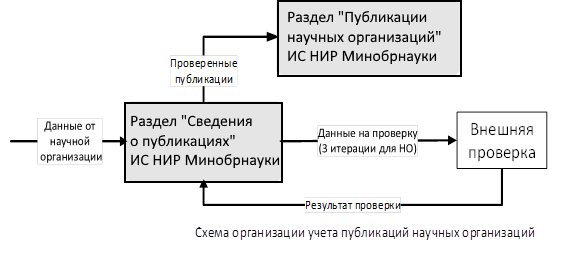 Раздел "Публикации
научных организаций"
ИС НИР Минобрнауки
Проверенные
публикации
Данные от
научной
организации
Раздел "Сведения
о публикациях"
ИС НИР Минобрнауки
Данные на проверку
(3 итерации для НО)
Внешняя
проверка
Результат проверки
Схема организации учета публикаций научных организаций